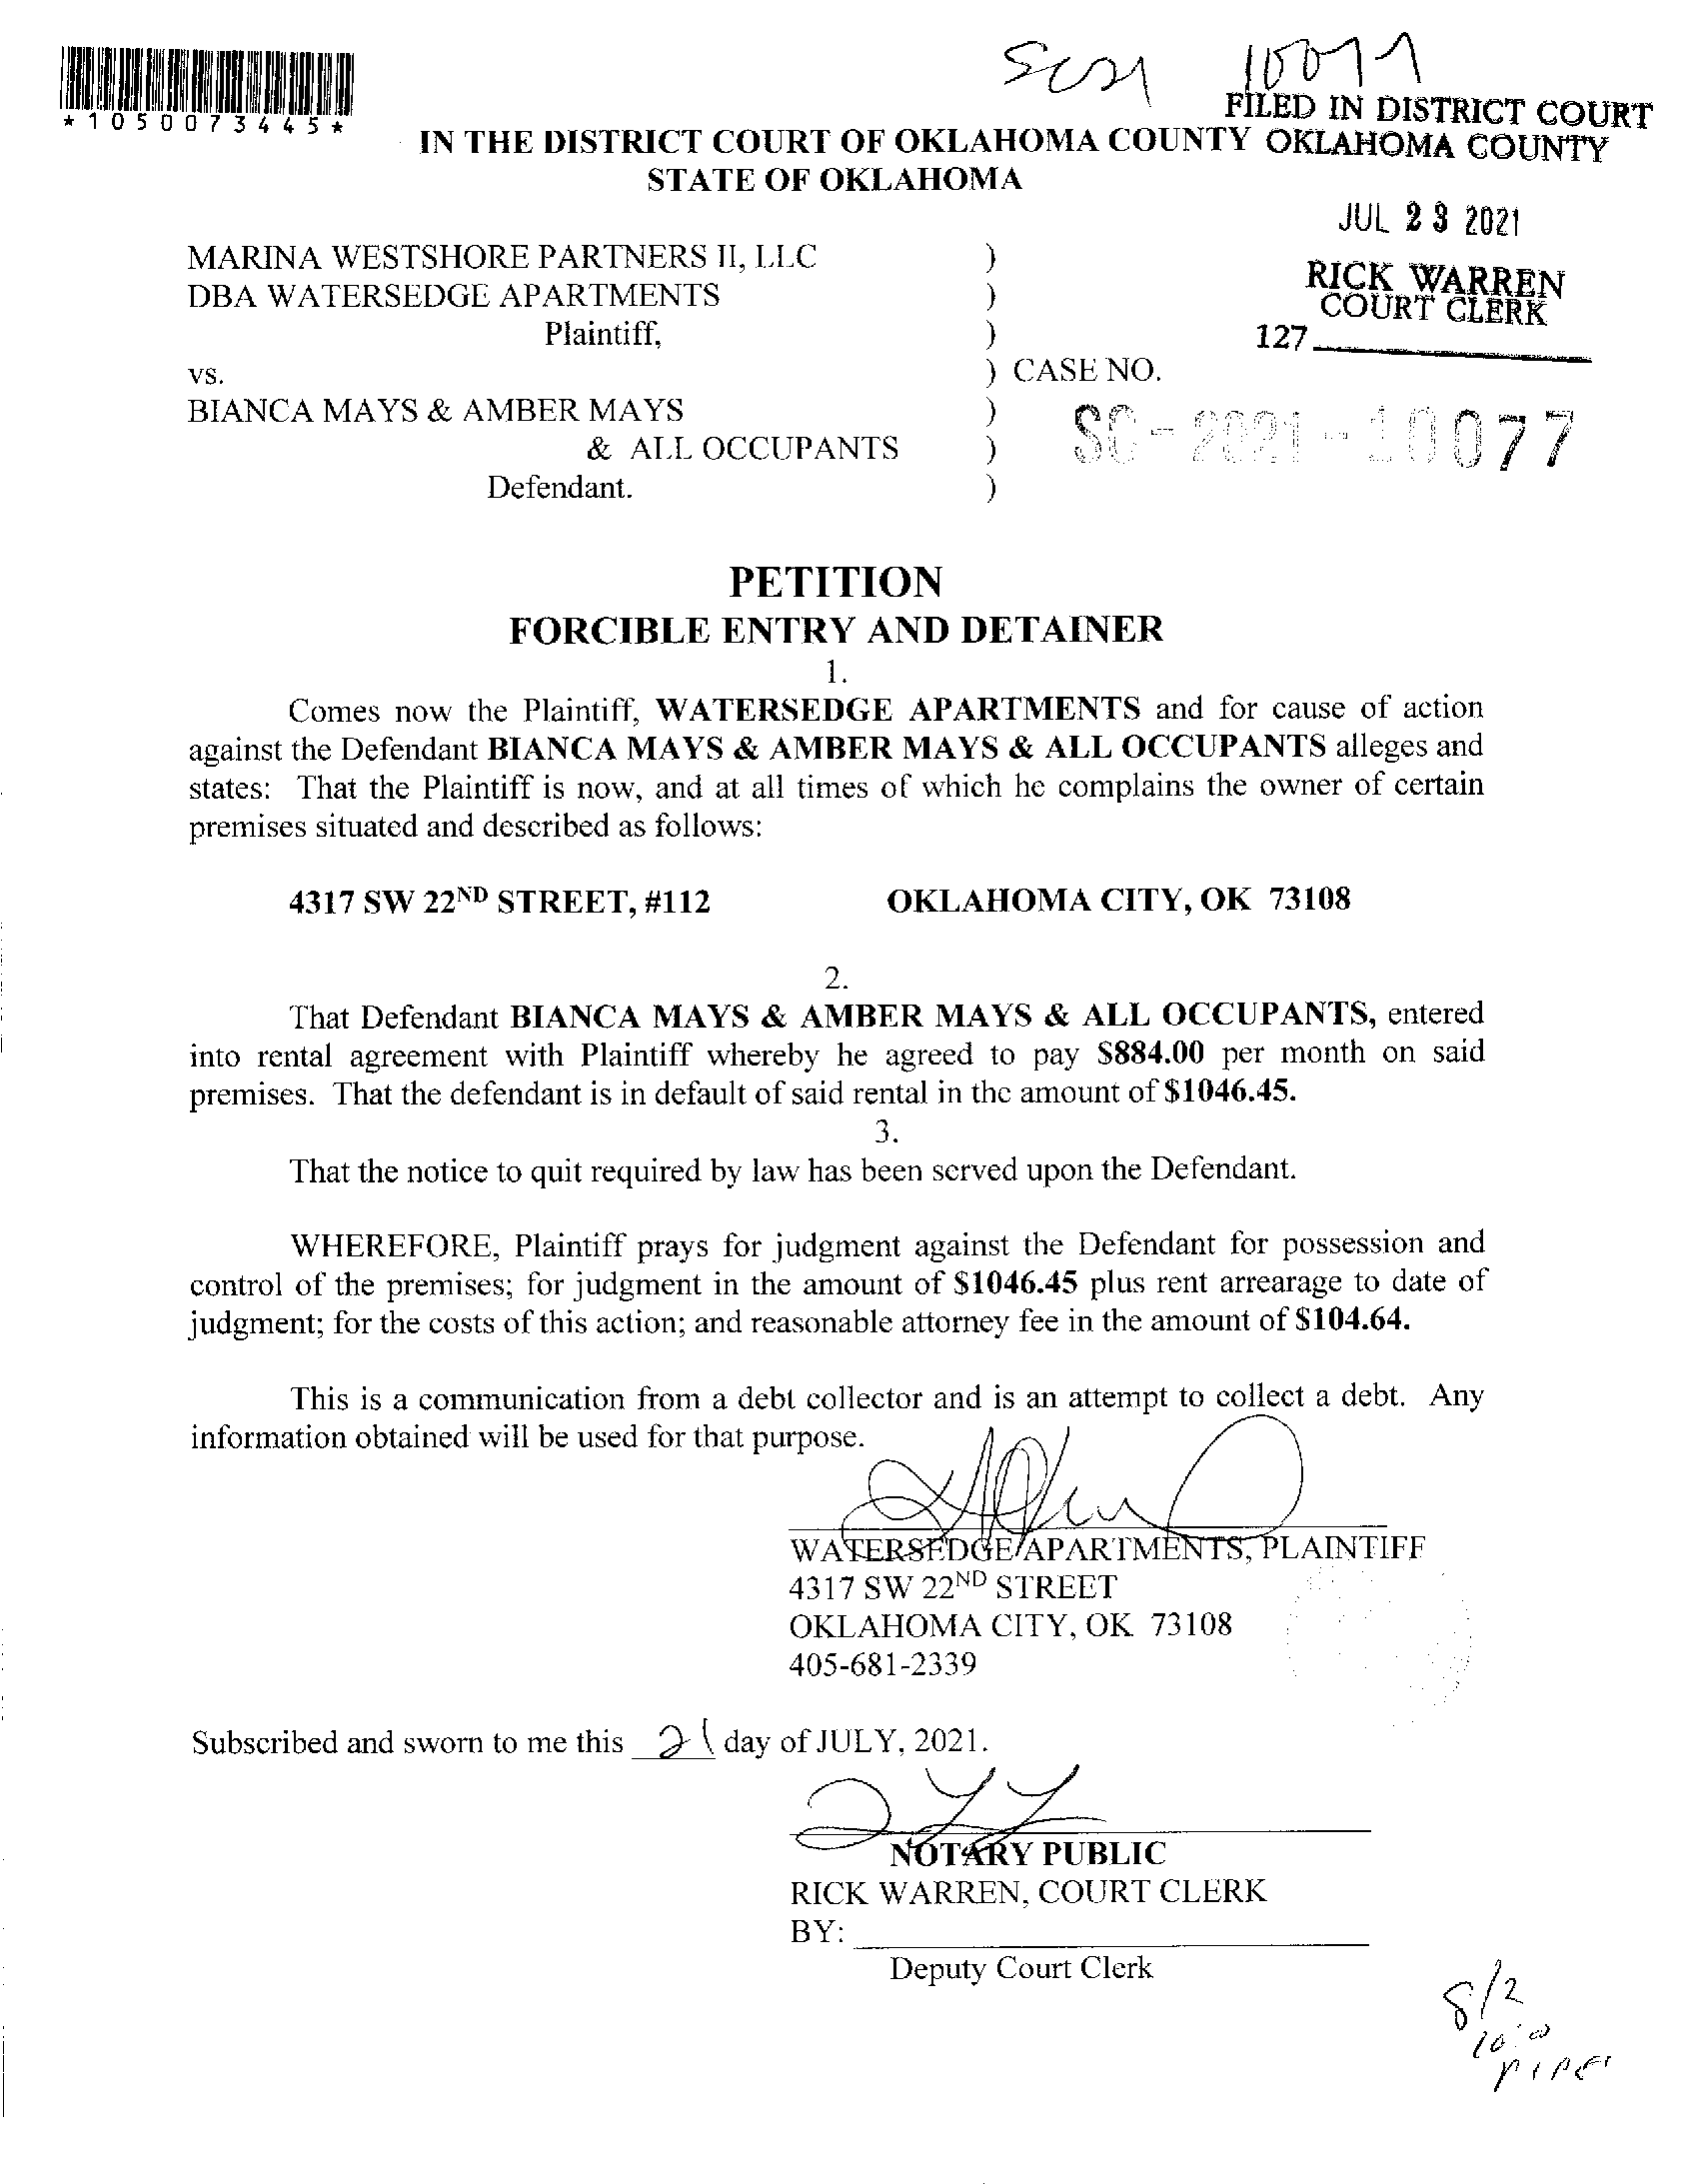 SC21 10077
*1050073445*
FILED IN DISTRICT COURT
OKLAHOMA COUNTY
IN THE DISTRICT COURT OF OKLAHOMA COUNTY
STATE OF OKLAHOMA
JUL 23 2021
RICK WARREN
COURT CLERK
127
MARINA WESTSHORE PARTNERS II, LLC )
DBA WATERSEDGE APARTMENTS )
Plaintiff, )
vs. ) CASE NO.
BIANCA MAYS & AMBER MAYS ) SC-2021-10077
& ALL OCCUPANTS )
Defendant. )
PETITION
FORCIBLE ENTRY AND DETAINER
1.
Comes now the Plaintiff, WATERSEDGE APARTMENTS and for cause of action
against the Defendant BIANCA MAYS & AMBER MAYS & ALL OCCUPANTS alleges and
states: That the Plaintiff is now, and at all times of which he complains the owner of certain
premises situated and described as follows:
4317 SW 22ND STREET, #112 OKLAHOMA CITY, OK 73108
2.
That Defendant BIANCA MAYS & AMBER MAYS & ALL OCCUPANTS, entered
into rental agreement with Plaintiff whereby he agreed to pay $884.00 per month on said
premises. That the defendant is in default of said rental in the amount of $1046.45.
3.
That the notice to quit required by law has been served upon the Defendant.
WHEREFORE, Plaintiff prays for judgment against the Defendant for possession and
control of the premises; for judgment in the amount of $1046.45 plus rent arrearage to date of
judgment; for the costs of this action; and reasonable attorney fee in the amount of $104.64.
This is a communication from a debt collector and is an attempt to collect a debt. Any
information obtained will be used for that purpose.
WATERSEDGE APARTMENTS, PLAINTIFF
4317 SW 22ND STREET
OKLAHOMA CITY, OK 73108
405-681-2339
Subscribed and sworn to me this 21 day of JULY, 2021.
NOTARY PUBLIC
RICK WARREN, COURT CLERK
BY:
Deputy Court Clerk
8/2
10:00